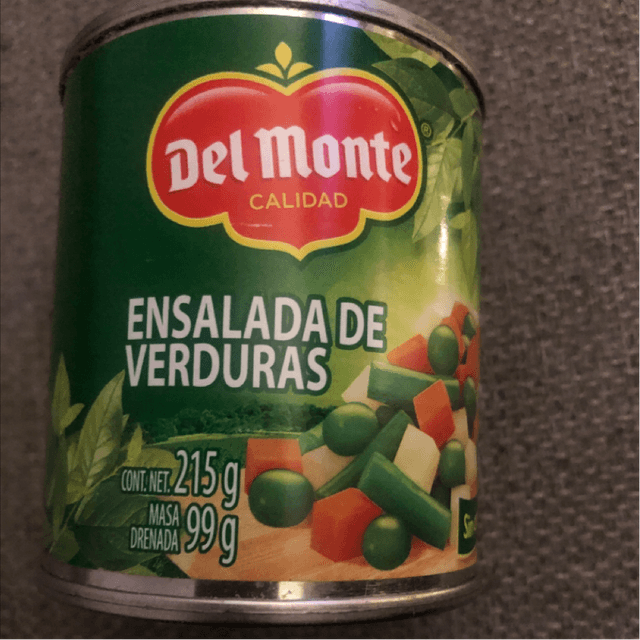 Del Monte®
CALIDAD
ENSALADA DE
VERDURAS
CONT. NET. 215 g
MASA
DRENADA 99 g